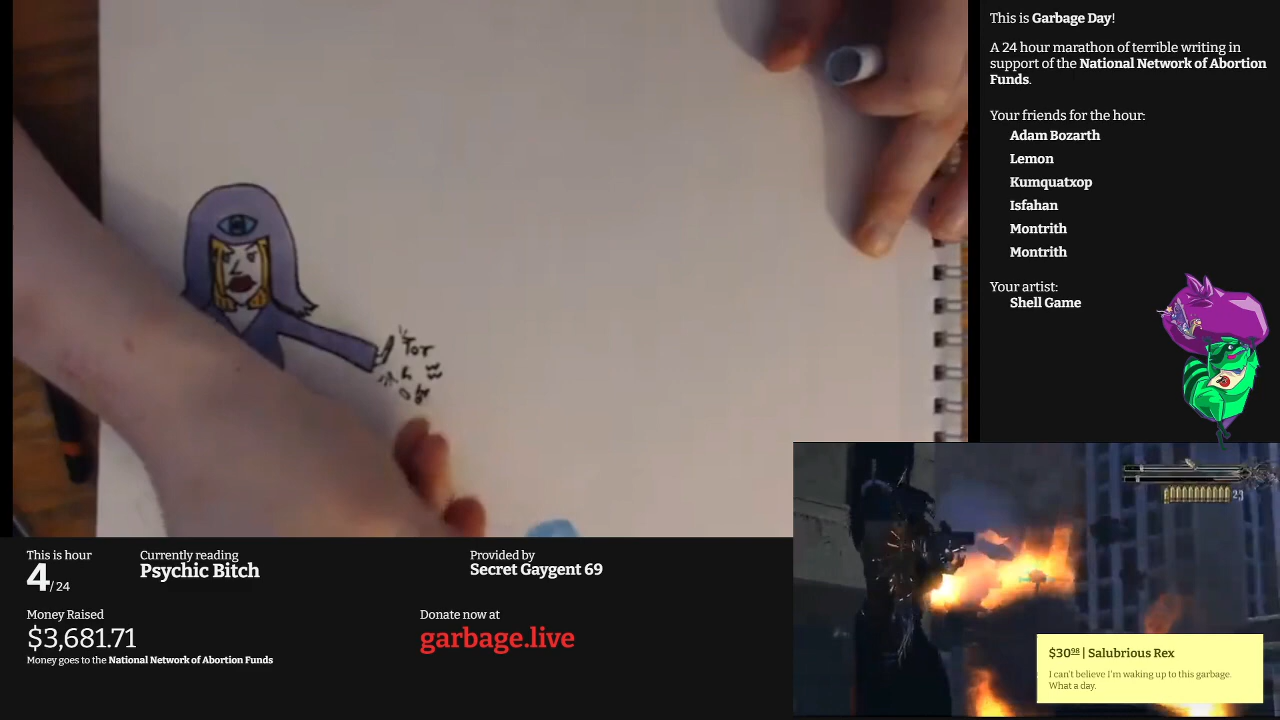 This is Garbage Day!
A 24 hour marathon of terrible writing in
support of the National Network of Abortion
Funds.
Your friends for the hour:
Adam Bozarth
Lemon
Kumquatxop
Isfahan
Montrith
Montrith
Your artist:
Shell Game
Tor
This is hour
4/24
Currently reading
Psychic Bitch
Provided by
Secret Gaygent 69
Money Raised
$3,681.71
Money goes to the National Network of Abortion Funds
Donate now at
garbage.live
23
$30.98 | Salubrious Rex
I can't believe I'm waking up to this garbage.
What a day.